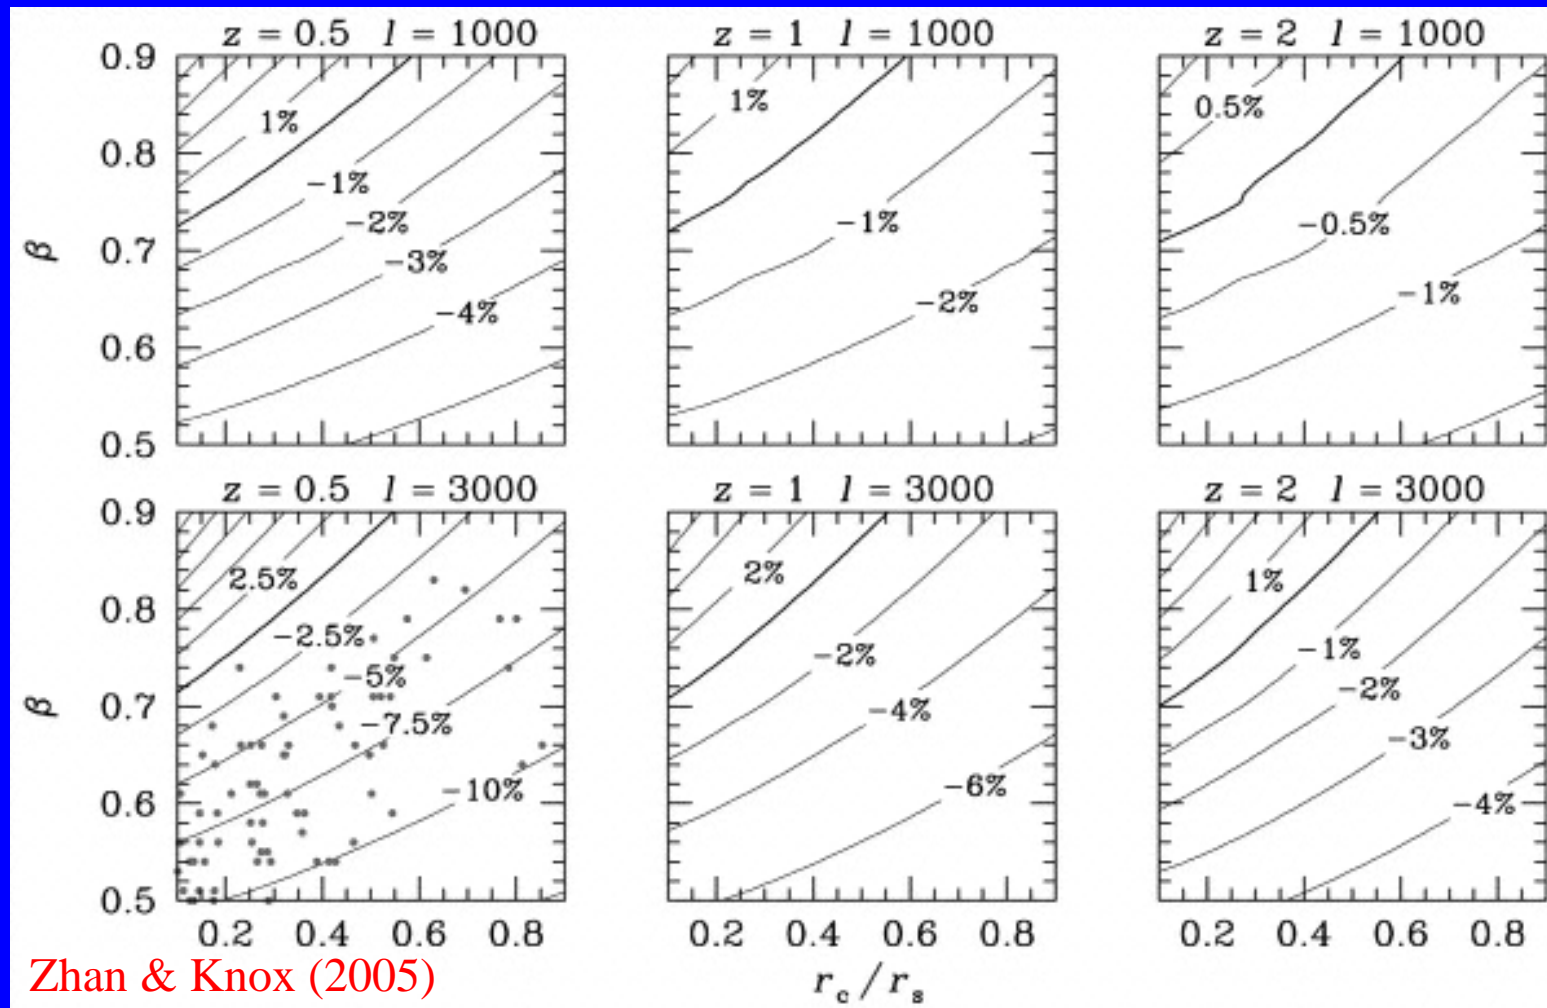 z = 0.5 l = 1000
z = 1 l = 1000
z = 2 l = 1000
0.9
0.8
0.7
0.6
0.5
β
1%
−1%
−2%
−3%
−4%
1%
−1%
−2%
0.5%
−0.5%
−1%
z = 0.5 l = 3000
z = 1 l = 3000
z = 2 l = 3000
0.9
0.8
0.7
0.6
0.5
β
2.5%
−2.5%
−5%
−7.5%
−10%
2%
−2%
−4%
−6%
1%
−1%
−2%
−3%
−4%
0.2 0.4 0.6 0.8
0.2 0.4 0.6 0.8
0.2 0.4 0.6 0.8
r_c/r_s
Zhan & Knox (2005)